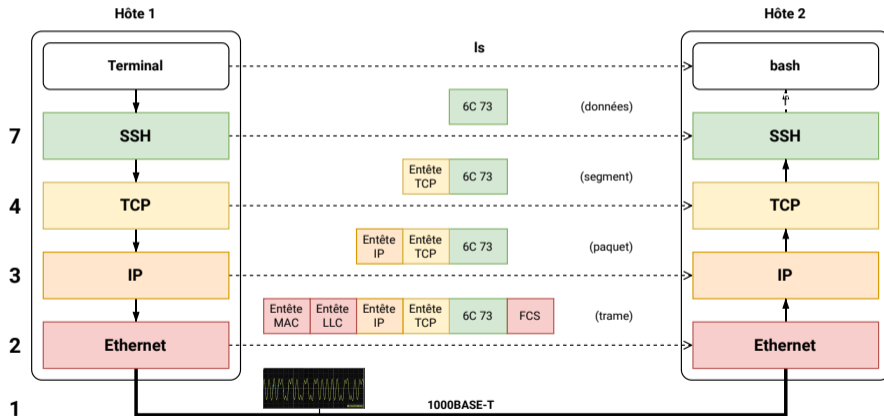 Hôte 1
Hôte 2
ls
Terminal
bash
6C 73
(données)
7
SSH
SSH
Entête
TCP
6C 73
(segment)
4
TCP
TCP
Entête
IP
Entête
TCP
6C 73
(paquet)
3
IP
IP
Entête
MAC
Entête
LLC
Entête
IP
Entête
TCP
6C 73
FCS
(trame)
2
Ethernet
Ethernet
1
1000BASE-T